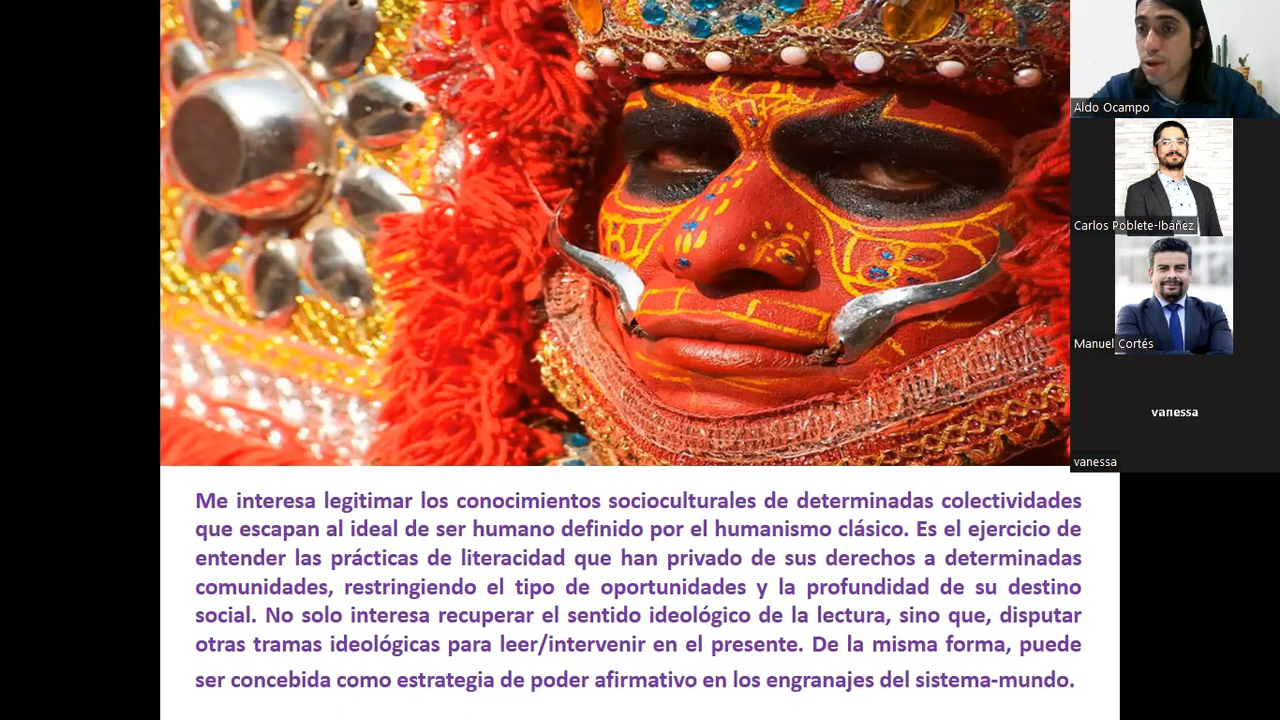 Aldo Ocampo
Carlos Poblete-Ibáñez
Manuel Cortés
vanessa
vanessa
Me interesa legitimar los conocimientos socioculturales de determinadas colectividades
que escapan al ideal de ser humano definido por el humanismo clásico. Es el ejercicio de
entender las prácticas de literacidad que han privado de sus derechos a determinadas
comunidades, restringiendo el tipo de oportunidades y la profundidad de su destino
social. No solo interesa recuperar el sentido ideológico de la lectura, sino que, disputar
otras tramas ideológicas para leer/intervenir en el presente. De la misma forma, puede
ser concebida como estrategia de poder afirmativo en los engranajes del sistema-mundo.